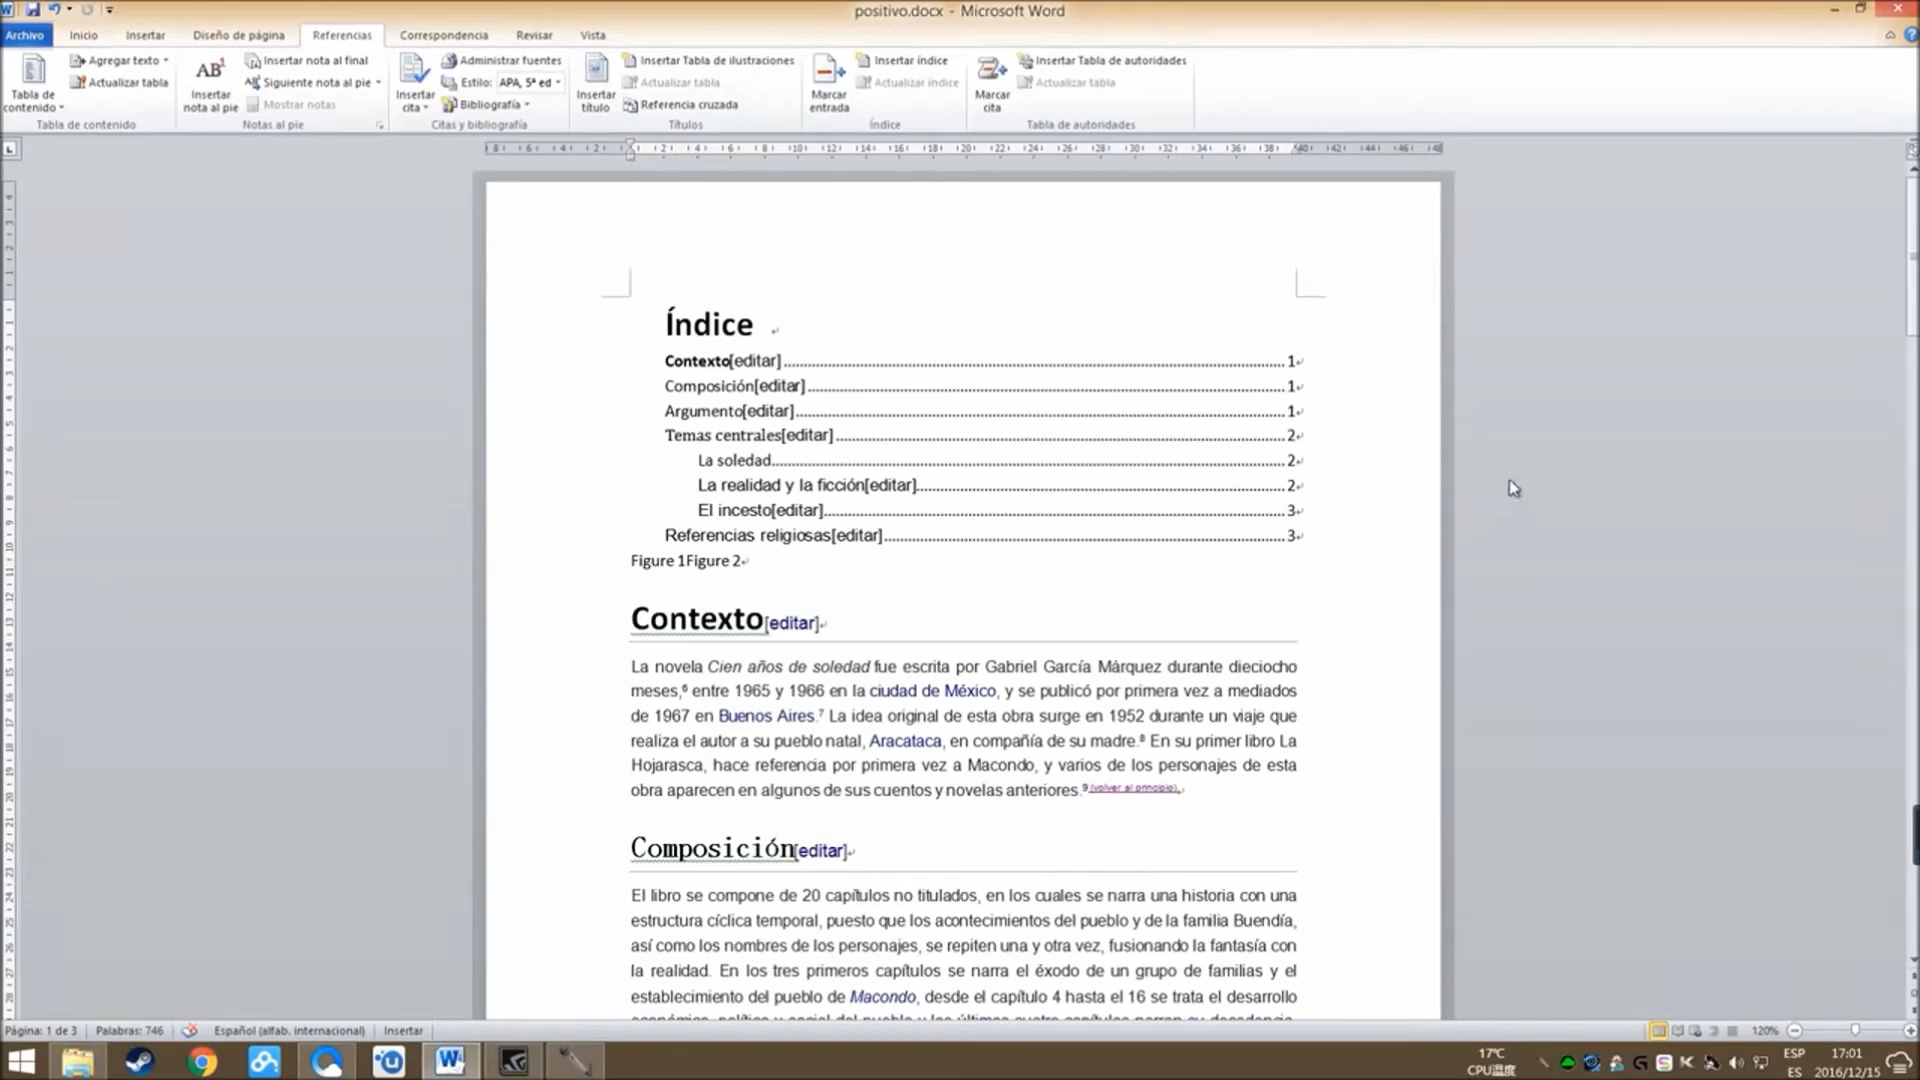 positivo.docx - Microsoft Word
Archivo Inicio Insertar Diseño de página Referencias Correspondencia Revisar Vista
Tabla de contenido
Agregar texto
Actualizar tabla
Tabla de contenido
AB¹
Insertar nota al pie
Insertar nota al final
Siguiente nota al pie
Mostrar notas
Notas al pie
Insertar cita
Administrar fuentes
Estilo: APA, 5ª ed
Bibliografía
Citas y bibliografía
Insertar título
Insertar Tabla de ilustraciones
Actualizar tabla
Referencia cruzada
Títulos
Marcar entrada
Insertar índice
Actualizar índice
Índice
Marcar cita
Insertar Tabla de autoridades
Actualizar tabla
Tabla de autoridades
Índice
Contexto[editar] 1
Composición[editar] 1
Argumento[editar] 1
Temas centrales[editar] 2
La soledad 2
La realidad y la ficción[editar] 2
El incesto[editar] 3
Referencias religiosas[editar] 3
Figure 1Figure 2
Contexto[editar]
La novela Cien años de soledad fue escrita por Gabriel García Márquez durante dieciocho
meses,⁶ entre 1965 y 1966 en la ciudad de México, y se publicó por primera vez a mediados
de 1967 en Buenos Aires.⁷ La idea original de esta obra surge en 1952 durante un viaje que
realiza el autor a su pueblo natal, Aracataca, en compañía de su madre.⁸ En su primer libro La
Hojarasca, hace referencia por primera vez a Macondo, y varios de los personajes de esta
obra aparecen en algunos de sus cuentos y novelas anteriores.⁹ (volver al principio)
Composición[editar]
El libro se compone de 20 capítulos no titulados, en los cuales se narra una historia con una
estructura cíclica temporal, puesto que los acontecimientos del pueblo y de la familia Buendía,
así como los nombres de los personajes, se repiten una y otra vez, fusionando la fantasía con
la realidad. En los tres primeros capítulos se narra el éxodo de un grupo de familias y el
establecimiento del pueblo de Macondo, desde el capítulo 4 hasta el 16 se trata el desarrollo
Página: 1 de 3 Palabras: 746 Español (alfab. internacional) Insertar 120%
17℃
CPU温度
ESP
ES
17:01
2016/12/15